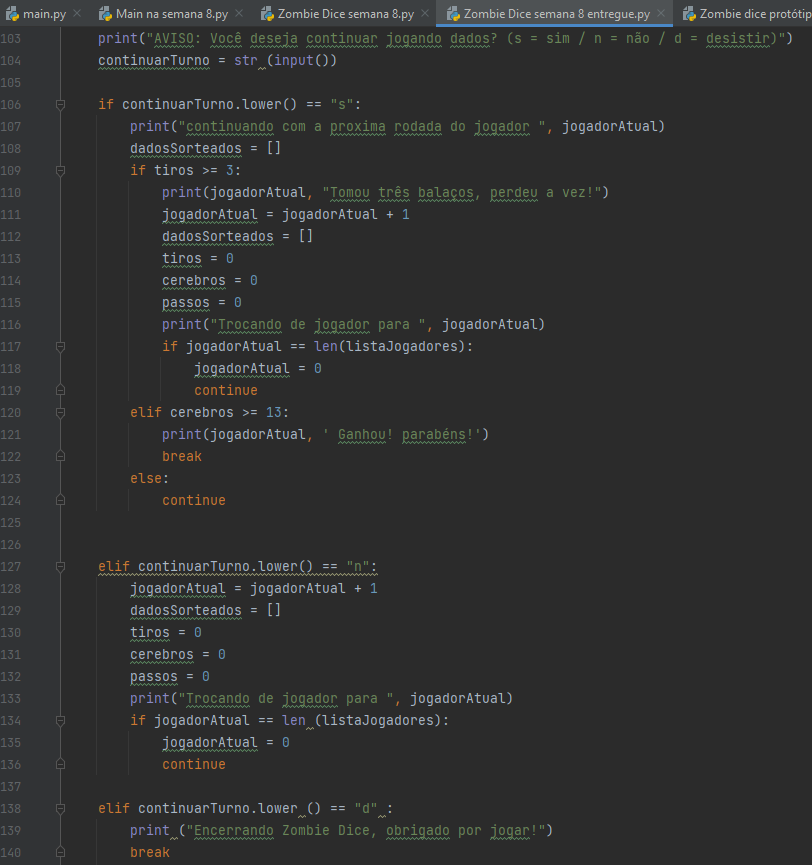 main.py Main na semana 8.py Zombie Dice semana 8.py Zombie Dice semana 8 entregue.py Zombie dice protótip
103 print("AVISO: Você deseja continuar jogando dados? (s = sim / n = não / d = desistir)")
104 continuarTurno = str (input())
105
106 if continuarTurno.lower() == "s":
107 print("continuando com a proxima rodada do jogador ", jogadorAtual)
108 dadosSorteados = []
109 if tiros >= 3:
110 print(jogadorAtual, "Tomou três balaços, perdeu a vez!")
111 jogadorAtual = jogadorAtual + 1
112 dadosSorteados = []
113 tiros = 0
114 cerebros = 0
115 passos = 0
116 print("Trocando de jogador para ", jogadorAtual)
117 if jogadorAtual == len(listaJogadores):
118 jogadorAtual = 0
119 continue
120 elif cerebros >= 13:
121 print(jogadorAtual, ' Ganhou! parabéns!')
122 break
123 else:
124 continue
125
126
127 elif continuarTurno.lower() == "n":
128 jogadorAtual = jogadorAtual + 1
129 dadosSorteados = []
130 tiros = 0
131 cerebros = 0
132 passos = 0
133 print("Trocando de jogador para ", jogadorAtual)
134 if jogadorAtual == len (listaJogadores):
135 jogadorAtual = 0
136 continue
137
138 elif continuarTurno.lower () == "d" :
139 print ("Encerrando Zombie Dice, obrigado por jogar!")
140 break